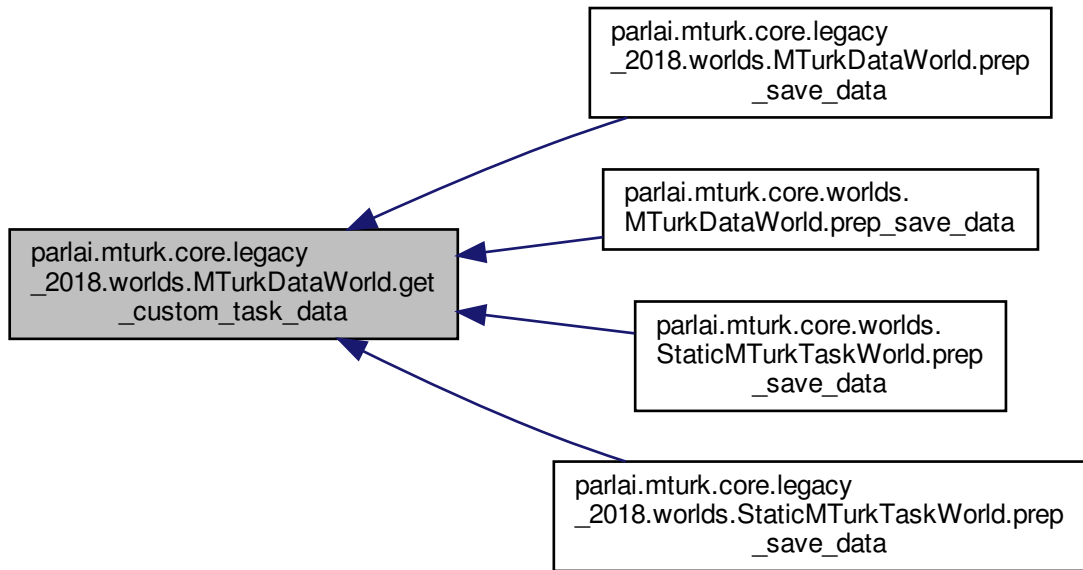 parlai.mturk.core.legacy
_2018.worlds.MTurkDataWorld.prep
_save_data
parlai.mturk.core.worlds.
MTurkDataWorld.prep_save_data
parlai.mturk.core.legacy
_2018.worlds.MTurkDataWorld.get
_custom_task_data
parlai.mturk.core.worlds.
StaticMTurkTaskWorld.prep
_save_data
parlai.mturk.core.legacy
_2018.worlds.StaticMTurkTaskWorld.prep
_save_data